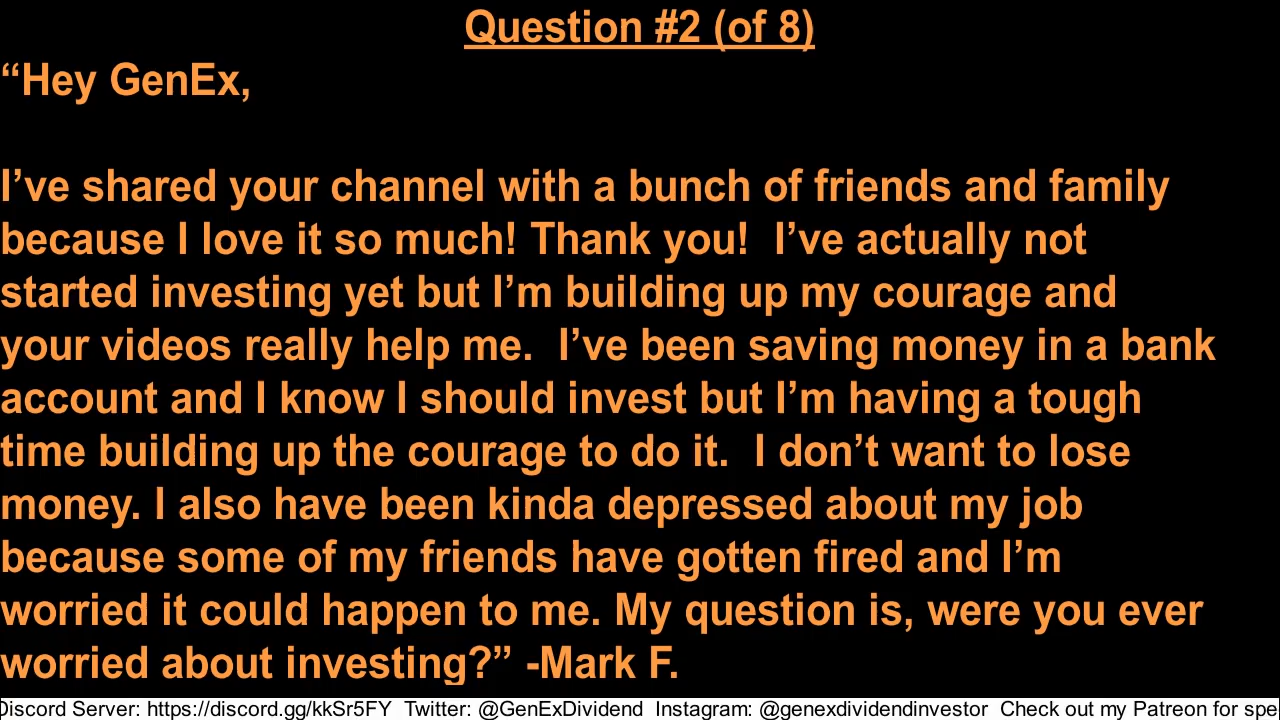 Question #2 (of 8)
“Hey GenEx,
I’ve shared your channel with a bunch of friends and family
because I love it so much! Thank you!  I’ve actually not
started investing yet but I’m building up my courage and
your videos really help me.  I’ve been saving money in a bank
account and I know I should invest but I’m having a tough
time building up the courage to do it.  I don’t want to lose
money. I also have been kinda depressed about my job
because some of my friends have gotten fired and I’m
worried it could happen to me. My question is, were you ever
worried about investing?” -Mark F.
Discord Server: https://discord.gg/kkSr5FY  Twitter: @GenExDividend  Instagram: @genexdividendinvestor  Check out my Patreon for spe